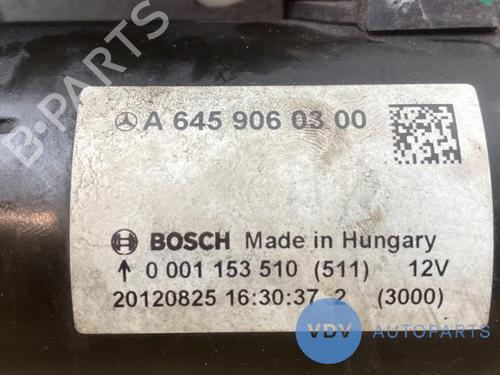 B-PARTS
A 645 906 03 00
BOSCH Made in Hungary
0 001 153 510 (511) 12V
20120825 16:30:37 2 (3000)
VDV AUTOPARTS